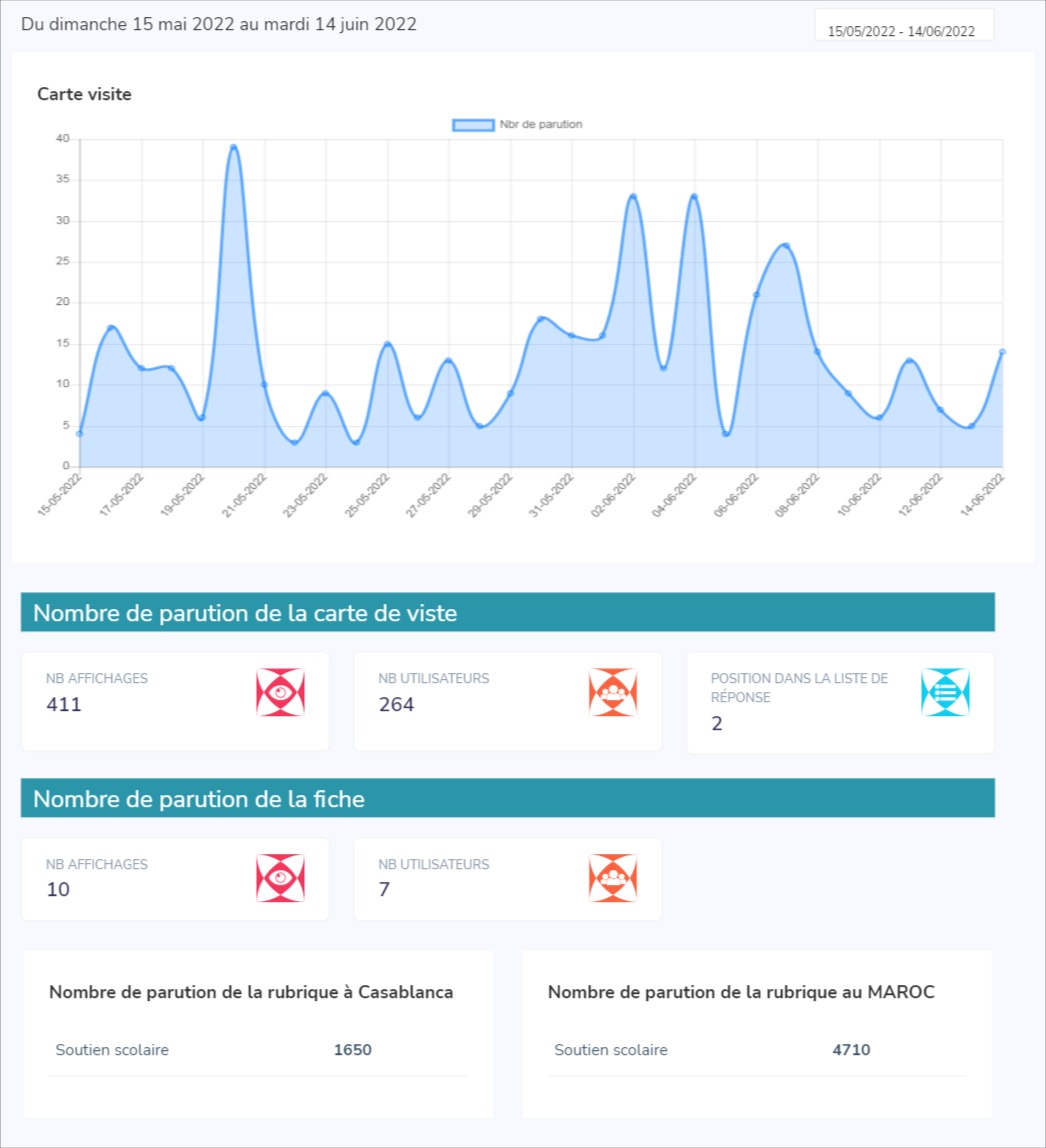 Du dimanche 15 mai 2022 au mardi 14 juin 2022
15/05/2022 - 14/06/2022
Carte visite
Nbr de parution
40
35
30
25
20
15
10
5
0
15-05-2022
17-05-2022
19-05-2022
21-05-2022
23-05-2022
25-05-2022
27-05-2022
29-05-2022
31-05-2022
02-06-2022
04-06-2022
06-06-2022
08-06-2022
10-06-2022
12-06-2022
14-06-2022
Nombre de parution de la carte de viste
NB AFFICHAGES
411
NB UTILISATEURS
264
POSITION DANS LA LISTE DE
RÉPONSE
2
Nombre de parution de la fiche
NB AFFICHAGES
10
NB UTILISATEURS
7
Nombre de parution de la rubrique à Casablanca
Soutien scolaire 1650
Nombre de parution de la rubrique au MAROC
Soutien scolaire 4710